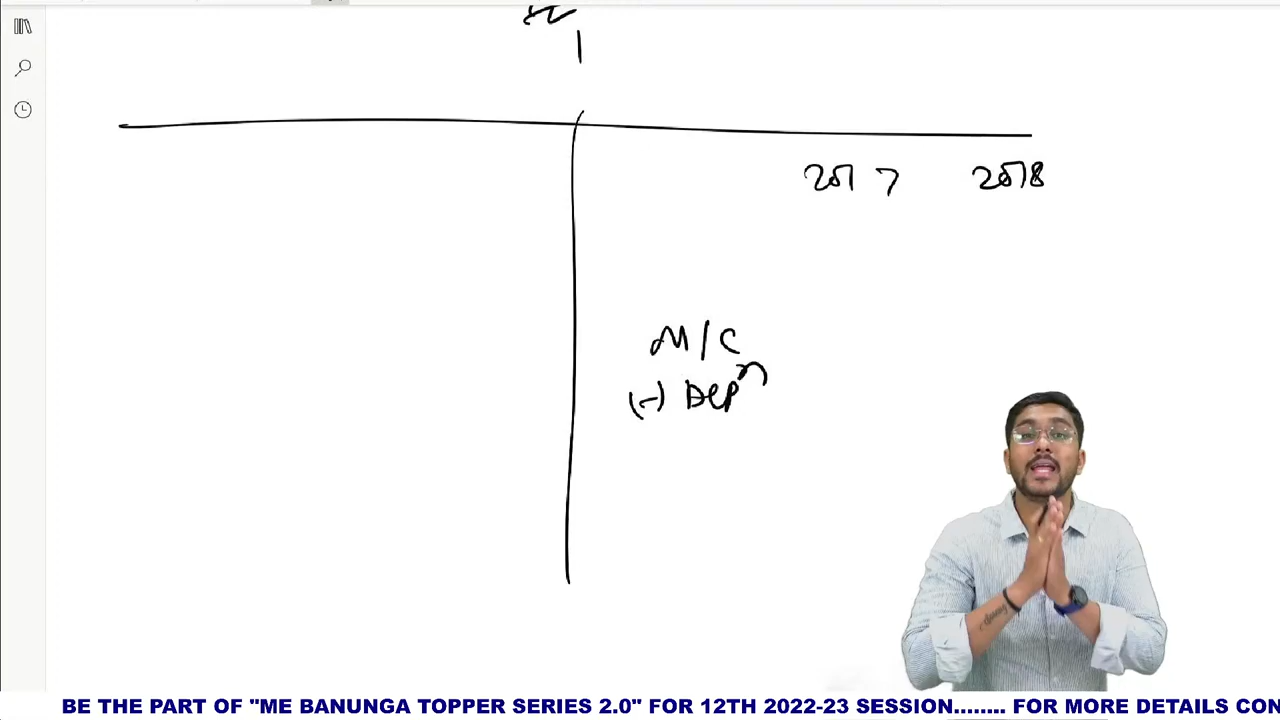 2017 2018
M/C
(-) Depn
BE THE PART OF "ME BANUNGA TOPPER SERIES 2.0" FOR 12TH 2022-23 SESSION........ FOR MORE DETAILS CON